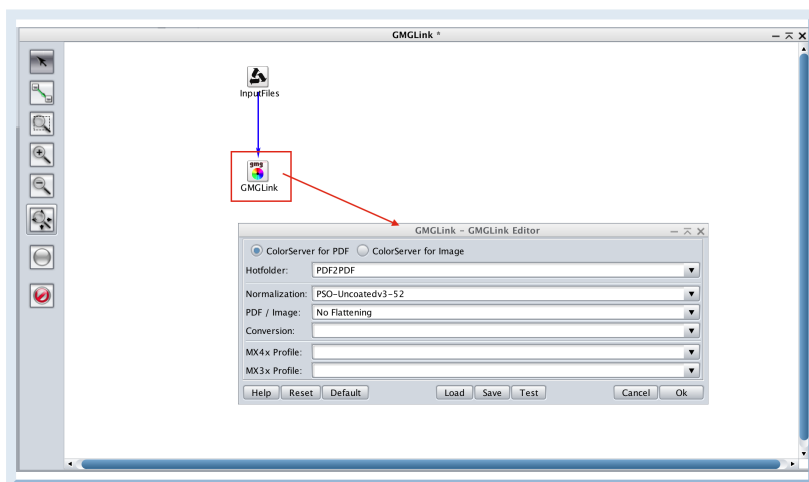 GMGLink *
InputFiles
gmg
GMGLink
GMGLink - GMGLink Editor
ColorServer for PDF ColorServer for Image
Hotfolder: PDF2PDF
Normalization: PSO-Uncoatedv3-52
PDF / Image: No Flattening
Conversion:
MX4x Profile:
MX3x Profile:
Help Reset Default Load Save Test Cancel Ok